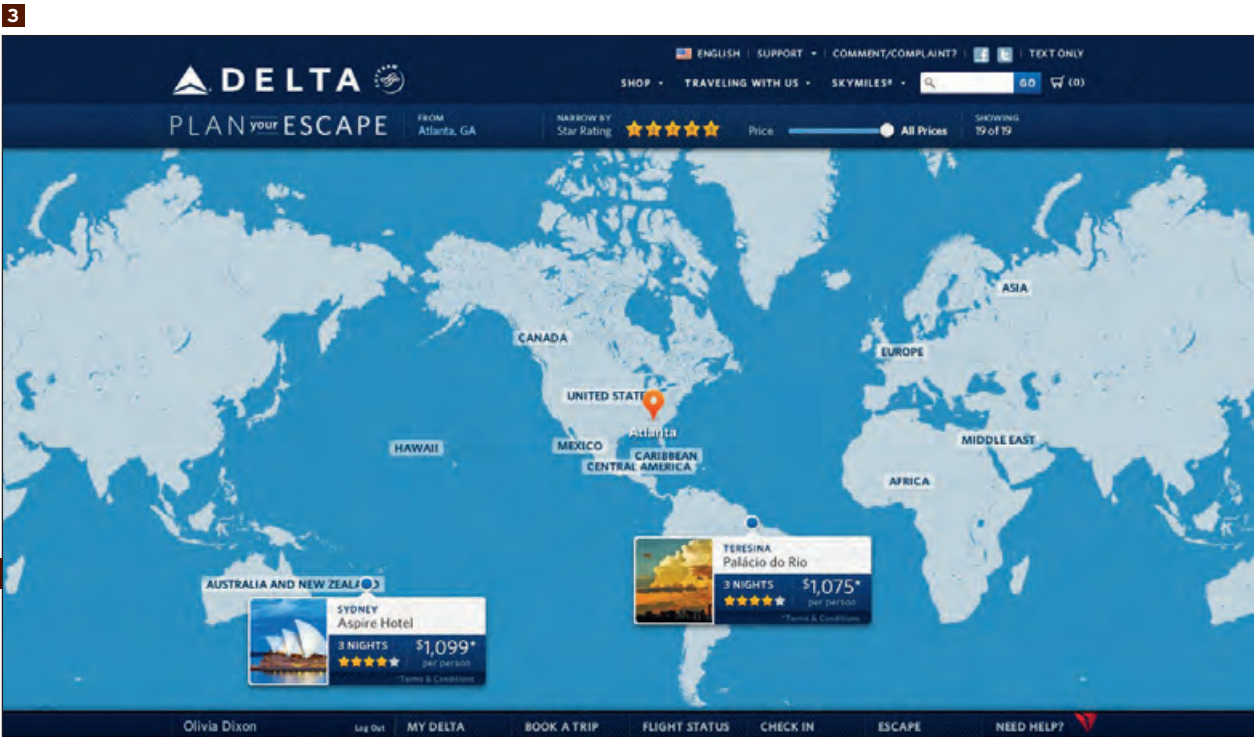 3
ENGLISH SUPPORT COMMENT/COMPLAINT? f t TEXT ONLY
DELTA
SHOP TRAVELING WITH US SKYMILES® GO (0)
PLAN your ESCAPE
FROM
Atlanta, GA
NARROW BY
Star Rating
Price All Prices
SHOWING
19 of 19
ASIA
CANADA
EUROPE
UNITED STATE
Atlanta
HAWAII
MEXICO
CARIBBEAN
CENTRAL AMERICA
MIDDLE EAST
AFRICA
TERESINA
Palácio do Rio
3 NIGHTS $1,075*
per person
*Terms & Conditions
AUSTRALIA AND NEW ZEALA D
SYDNEY
Aspire Hotel
3 NIGHTS $1,099*
per person
*Terms & Conditions
Olivia Dixon Log Out MY DELTA BOOK A TRIP FLIGHT STATUS CHECK IN ESCAPE NEED HELP?